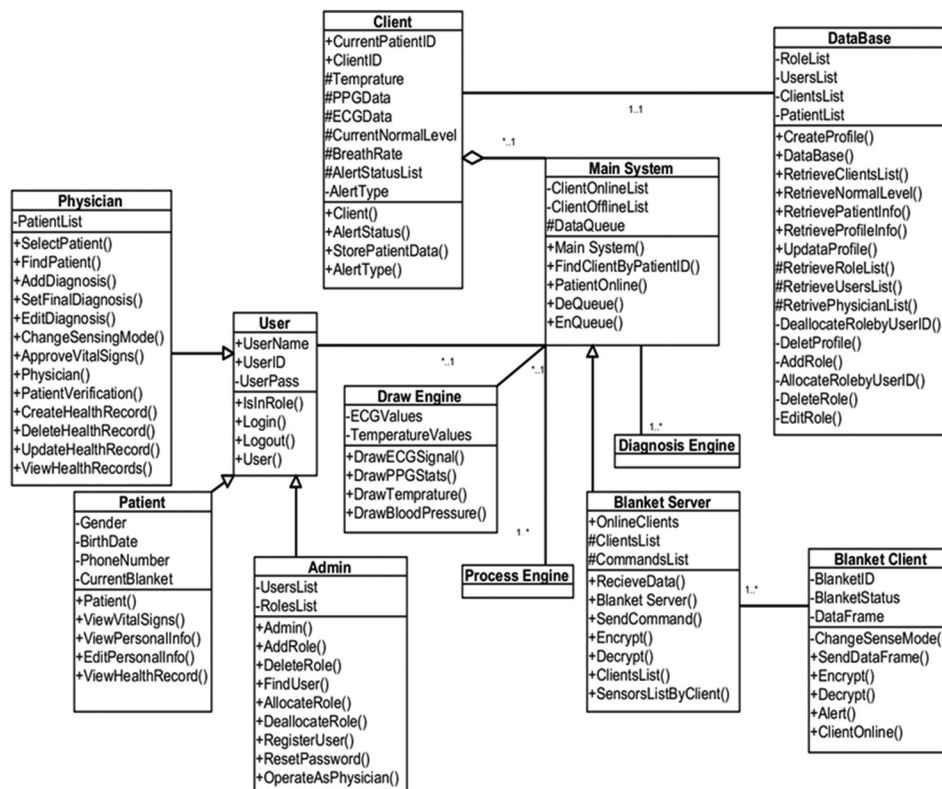 Client
+CurrentPatientID
+ClientID
#Temprature
#PPGData
#ECGData
#CurrentNormalLevel
#BreathRate
#AlertStatusList
-AlertType
+Client()
+AlertStatus()
+StorePatientData()
+AlertType()
1..1
*..1
DataBase
-RoleList
-UsersList
-ClientsList
-PatientList
+CreateProfile()
+DataBase()
+RetrieveClientsList()
+RetrieveNormalLevel()
+RetrievePatientInfo()
+RetrieveProfileInfo()
+UpdataProfile()
#RetrieveRoleList()
#RetrieveUsersList()
#RetrivePhysicianList()
-DeallocateRolebyUserID()
-DeletProfile()
-AddRole()
-AllocateRolebyUserID()
-DeleteRole()
-EditRole()
Main System
-ClientOnlineList
-ClientOfflineList
#DataQueue
+Main System()
+FindClientByPatientID()
+PatientOnline()
+DeQueue()
+EnQueue()
Physician
-PatientList
+SelectPatient()
+FindPatient()
+AddDiagnosis()
+SetFinalDiagnosis()
+EditDiagnosis()
+ChangeSensingMode()
+ApproveVitalSigns()
+Physician()
+PatientVerification()
+CreateHealthRecord()
+DeleteHealthRecord()
+UpdateHealthRecord()
+ViewHealthRecords()
User
+UserName
+UserID
-UserPass
+IsInRole()
+Login()
+Logout()
+User()
*..1
*..1
Draw Engine
-ECGValues
-TemperatureValues
+DrawECGSignal()
+DrawPPGStats()
+DrawTemprature()
+DrawBloodPressure()
1..*
Diagnosis Engine
1..*
Process Engine
Patient
-Gender
-BirthDate
-PhoneNumber
-CurrentBlanket
+Patient()
+ViewVitalSigns()
+ViewPersonalInfo()
+EditPersonalInfo()
+ViewHealthRecord()
Admin
-UsersList
-RolesList
+Admin()
+AddRole()
+DeleteRole()
+FindUser()
+AllocateRole()
+DeallocateRole()
+RegisterUser()
+ResetPassword()
+OperateAsPhysician()
Blanket Server
+OnlineClients
#ClientsList
#CommandsList
+RecieveData()
+Blanket Server()
+SendCommand()
+Encrypt()
+Decrypt()
+ClientsList()
+SensorsListByClient()
1..*
Blanket Client
-BlanketID
-BlanketStatus
-DataFrame
-ChangeSenseMode()
+SendDataFrame()
+Encrypt()
+Decrypt()
+Alert()
+ClientOnline()